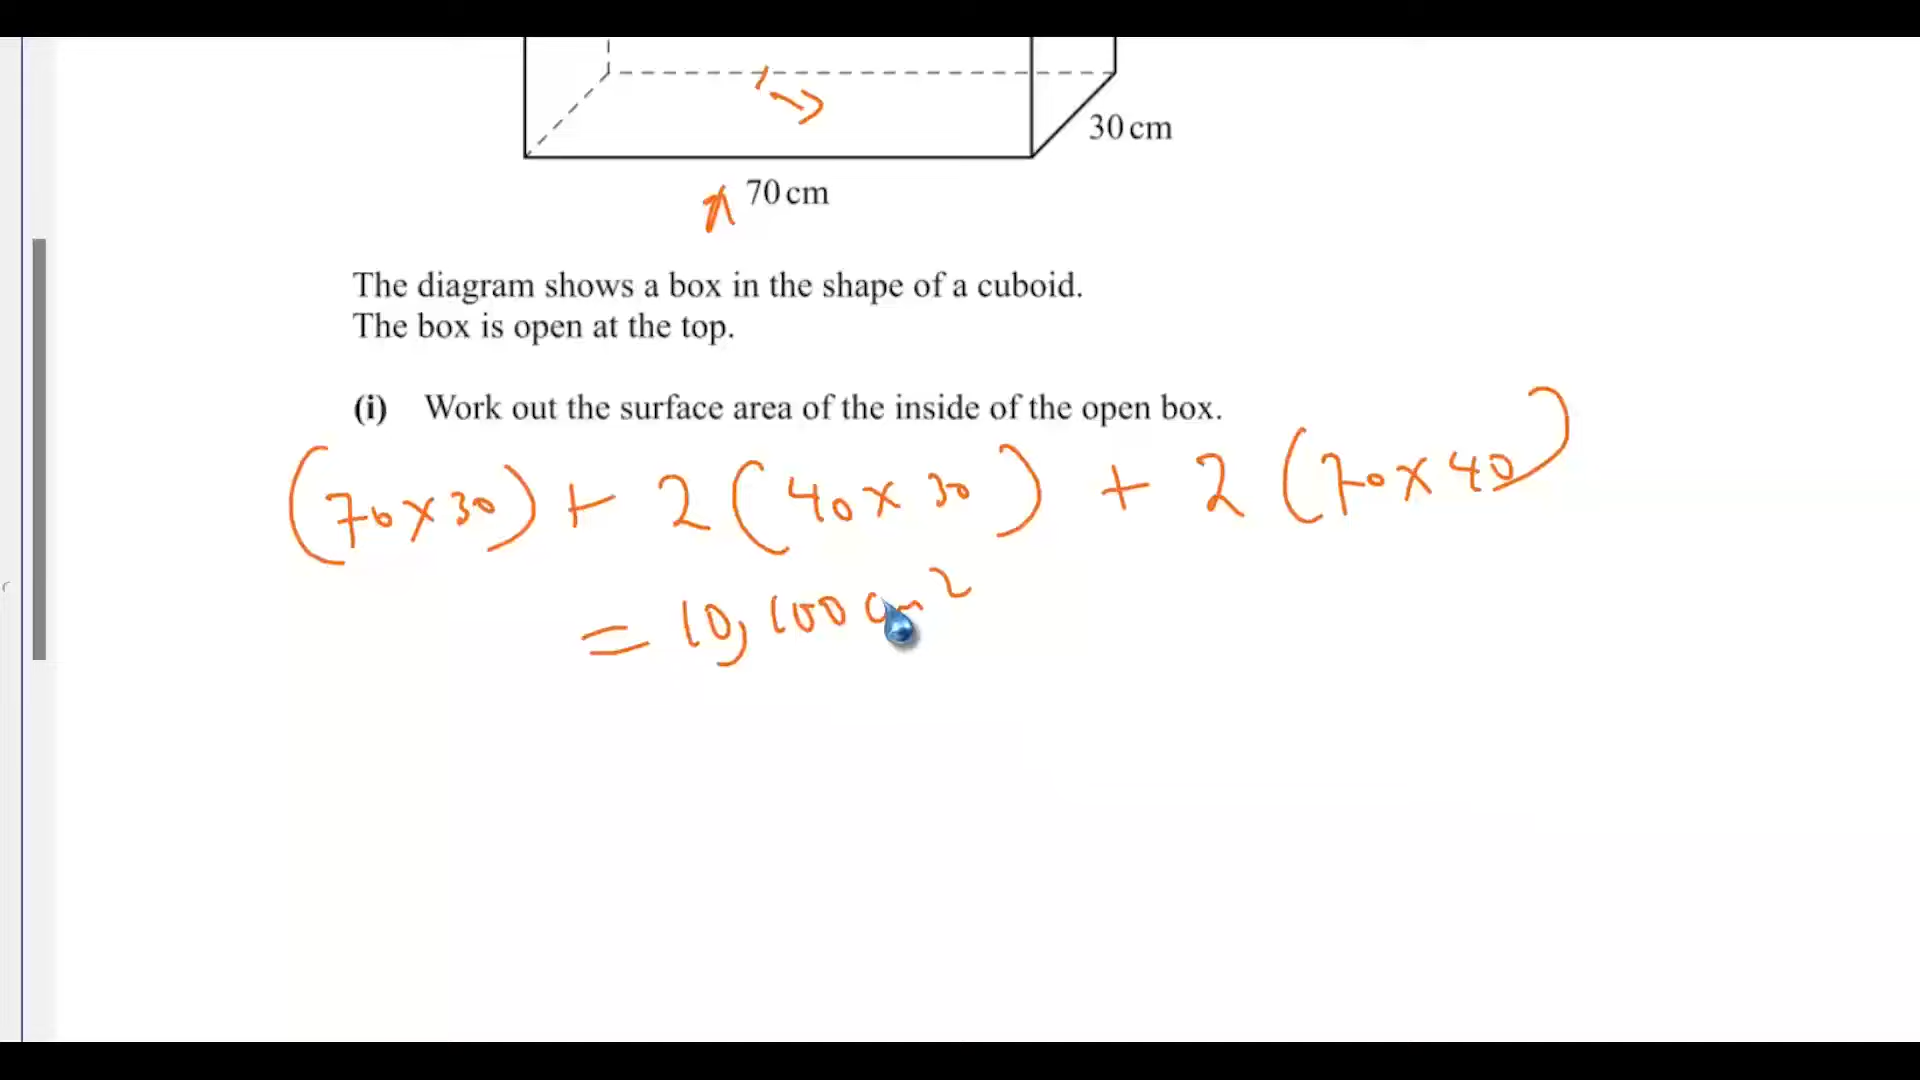 30 cm
70 cm
The diagram shows a box in the shape of a cuboid.
The box is open at the top.
(i) Work out the surface area of the inside of the open box.
(70 x 30) + 2 (40 x 30) + 2 (70 x 40)
= 10,100 cm²